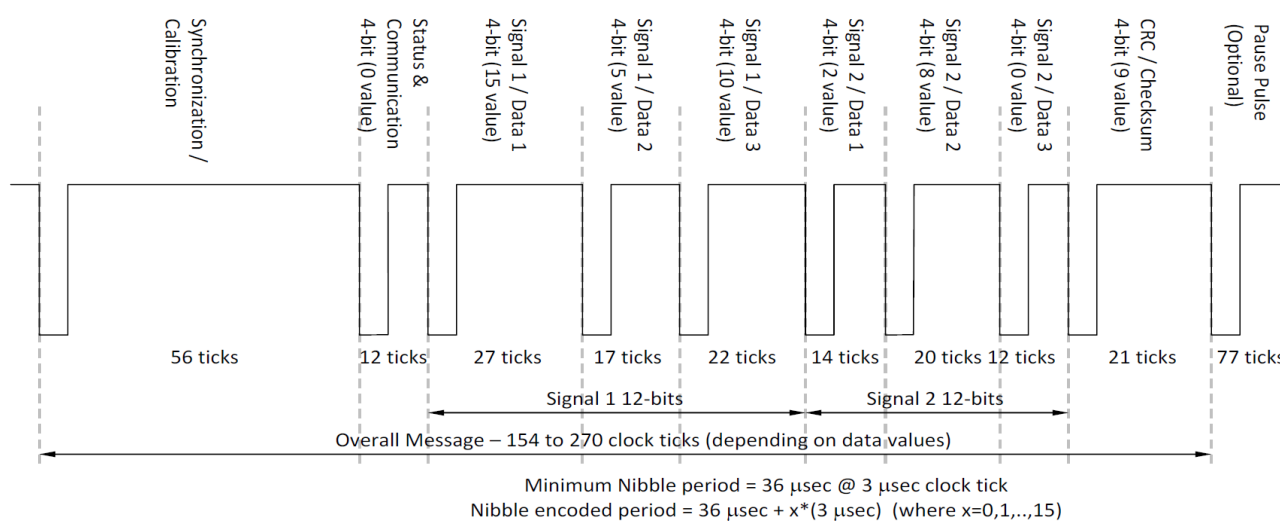 Synchronization /
Calibration
Status &
Communication
4-bit (0 value)
Signal 1 / Data 1
4-bit (15 value)
Signal 1 / Data 2
4-bit (5 value)
Signal 1 / Data 3
4-bit (10 value)
Signal 2 / Data 1
4-bit (2 value)
Signal 2 / Data 2
4-bit (8 value)
Signal 2 / Data 3
4-bit (0 value)
CRC / Checksum
4-bit (9 value)
Pause Pulse
(Optional)
56 ticks 12 ticks 27 ticks 17 ticks 22 ticks 14 ticks 20 ticks 12 ticks 21 ticks 77 ticks
Signal 1 12-bits Signal 2 12-bits
Overall Message – 154 to 270 clock ticks (depending on data values)
Minimum Nibble period = 36 μsec @ 3 μsec clock tick
Nibble encoded period = 36 μsec + x*(3 μsec) (where x=0,1,..,15)